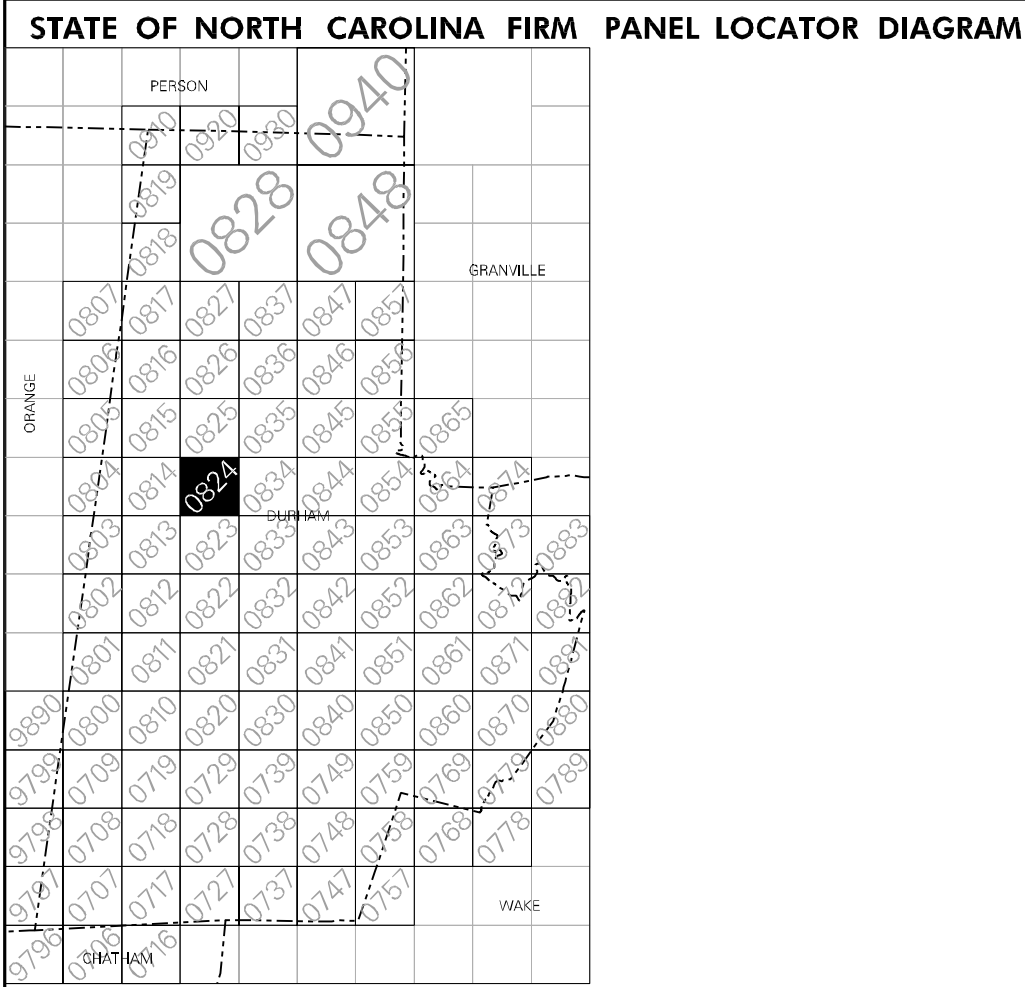 STATE OF NORTH CAROLINA FIRM PANEL LOCATOR DIAGRAM
PERSON
0940
0910 0920 0930
0819 0828 0848
0818
GRANVILLE
0807 0817 0827 0837 0847 0857
0806 0816 0826 0836 0846 0856
ORANGE
0805 0815 0825 0835 0845 0855 0865
0804 0814 0824 0834 0844 0854 0864 0874
DURHAM
0803 0813 0823 0833 0843 0853 0863 0873 0883
0802 0812 0822 0832 0842 0852 0862 0872 0882
0801 0811 0821 0831 0841 0851 0861 0871 0881
9890 0800 0810 0820 0830 0840 0850 0860 0870 0880
9799 0709 0719 0729 0739 0749 0759 0769 0779 0789
9798 0708 0718 0728 0738 0748 0758 0768 0778
9797 0707 0717 0727 0737 0747 0757
WAKE
9796 0706 0716
CHATHAM